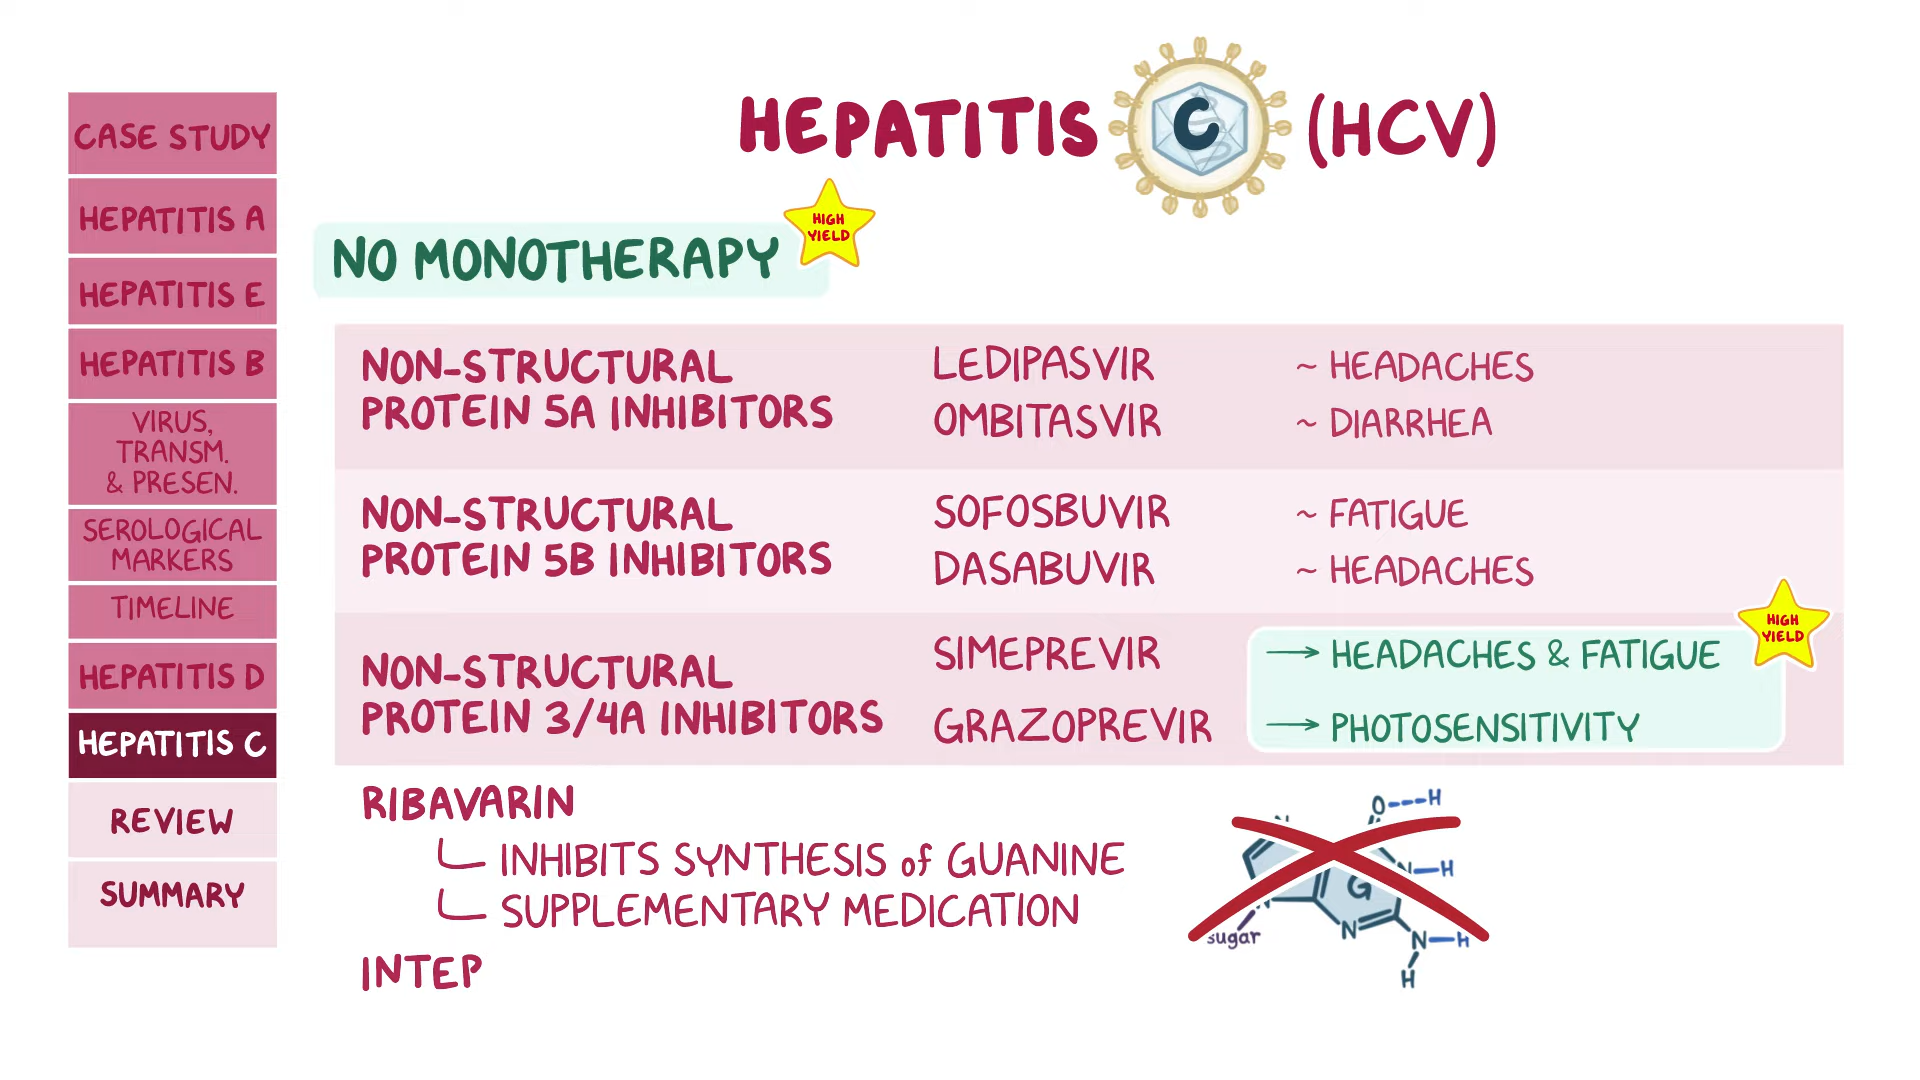 HEPATITIS C (HCV)
CASE STUDY
HEPATITIS A
HEPATITIS E
HEPATITIS B
VIRUS,
TRANSM.
& PRESEN.
SEROLOGICAL
MARKERS
TIMELINE
HEPATITIS D
HEPATITIS C
REVIEW
SUMMARY
NO MONOTHERAPY
HIGH
YIELD
NON-STRUCTURAL
PROTEIN 5A INHIBITORS
LEDIPASVIR
~ HEADACHES
OMBITASVIR
~ DIARRHEA
NON-STRUCTURAL
PROTEIN 5B INHIBITORS
SOFOSBUVIR
~ FATIGUE
DASABUVIR
~ HEADACHES
NON-STRUCTURAL
PROTEIN 3/4A INHIBITORS
SIMEPREVIR
→ HEADACHES & FATIGUE
GRAZOPREVIR
→ PHOTOSENSITIVITY
HIGH
YIELD
RIBAVARIN
INHIBITS SYNTHESIS of GUANINE
SUPPLEMENTARY MEDICATION
INTEP
O---H
N-H
G
N
sugar
N-H
H